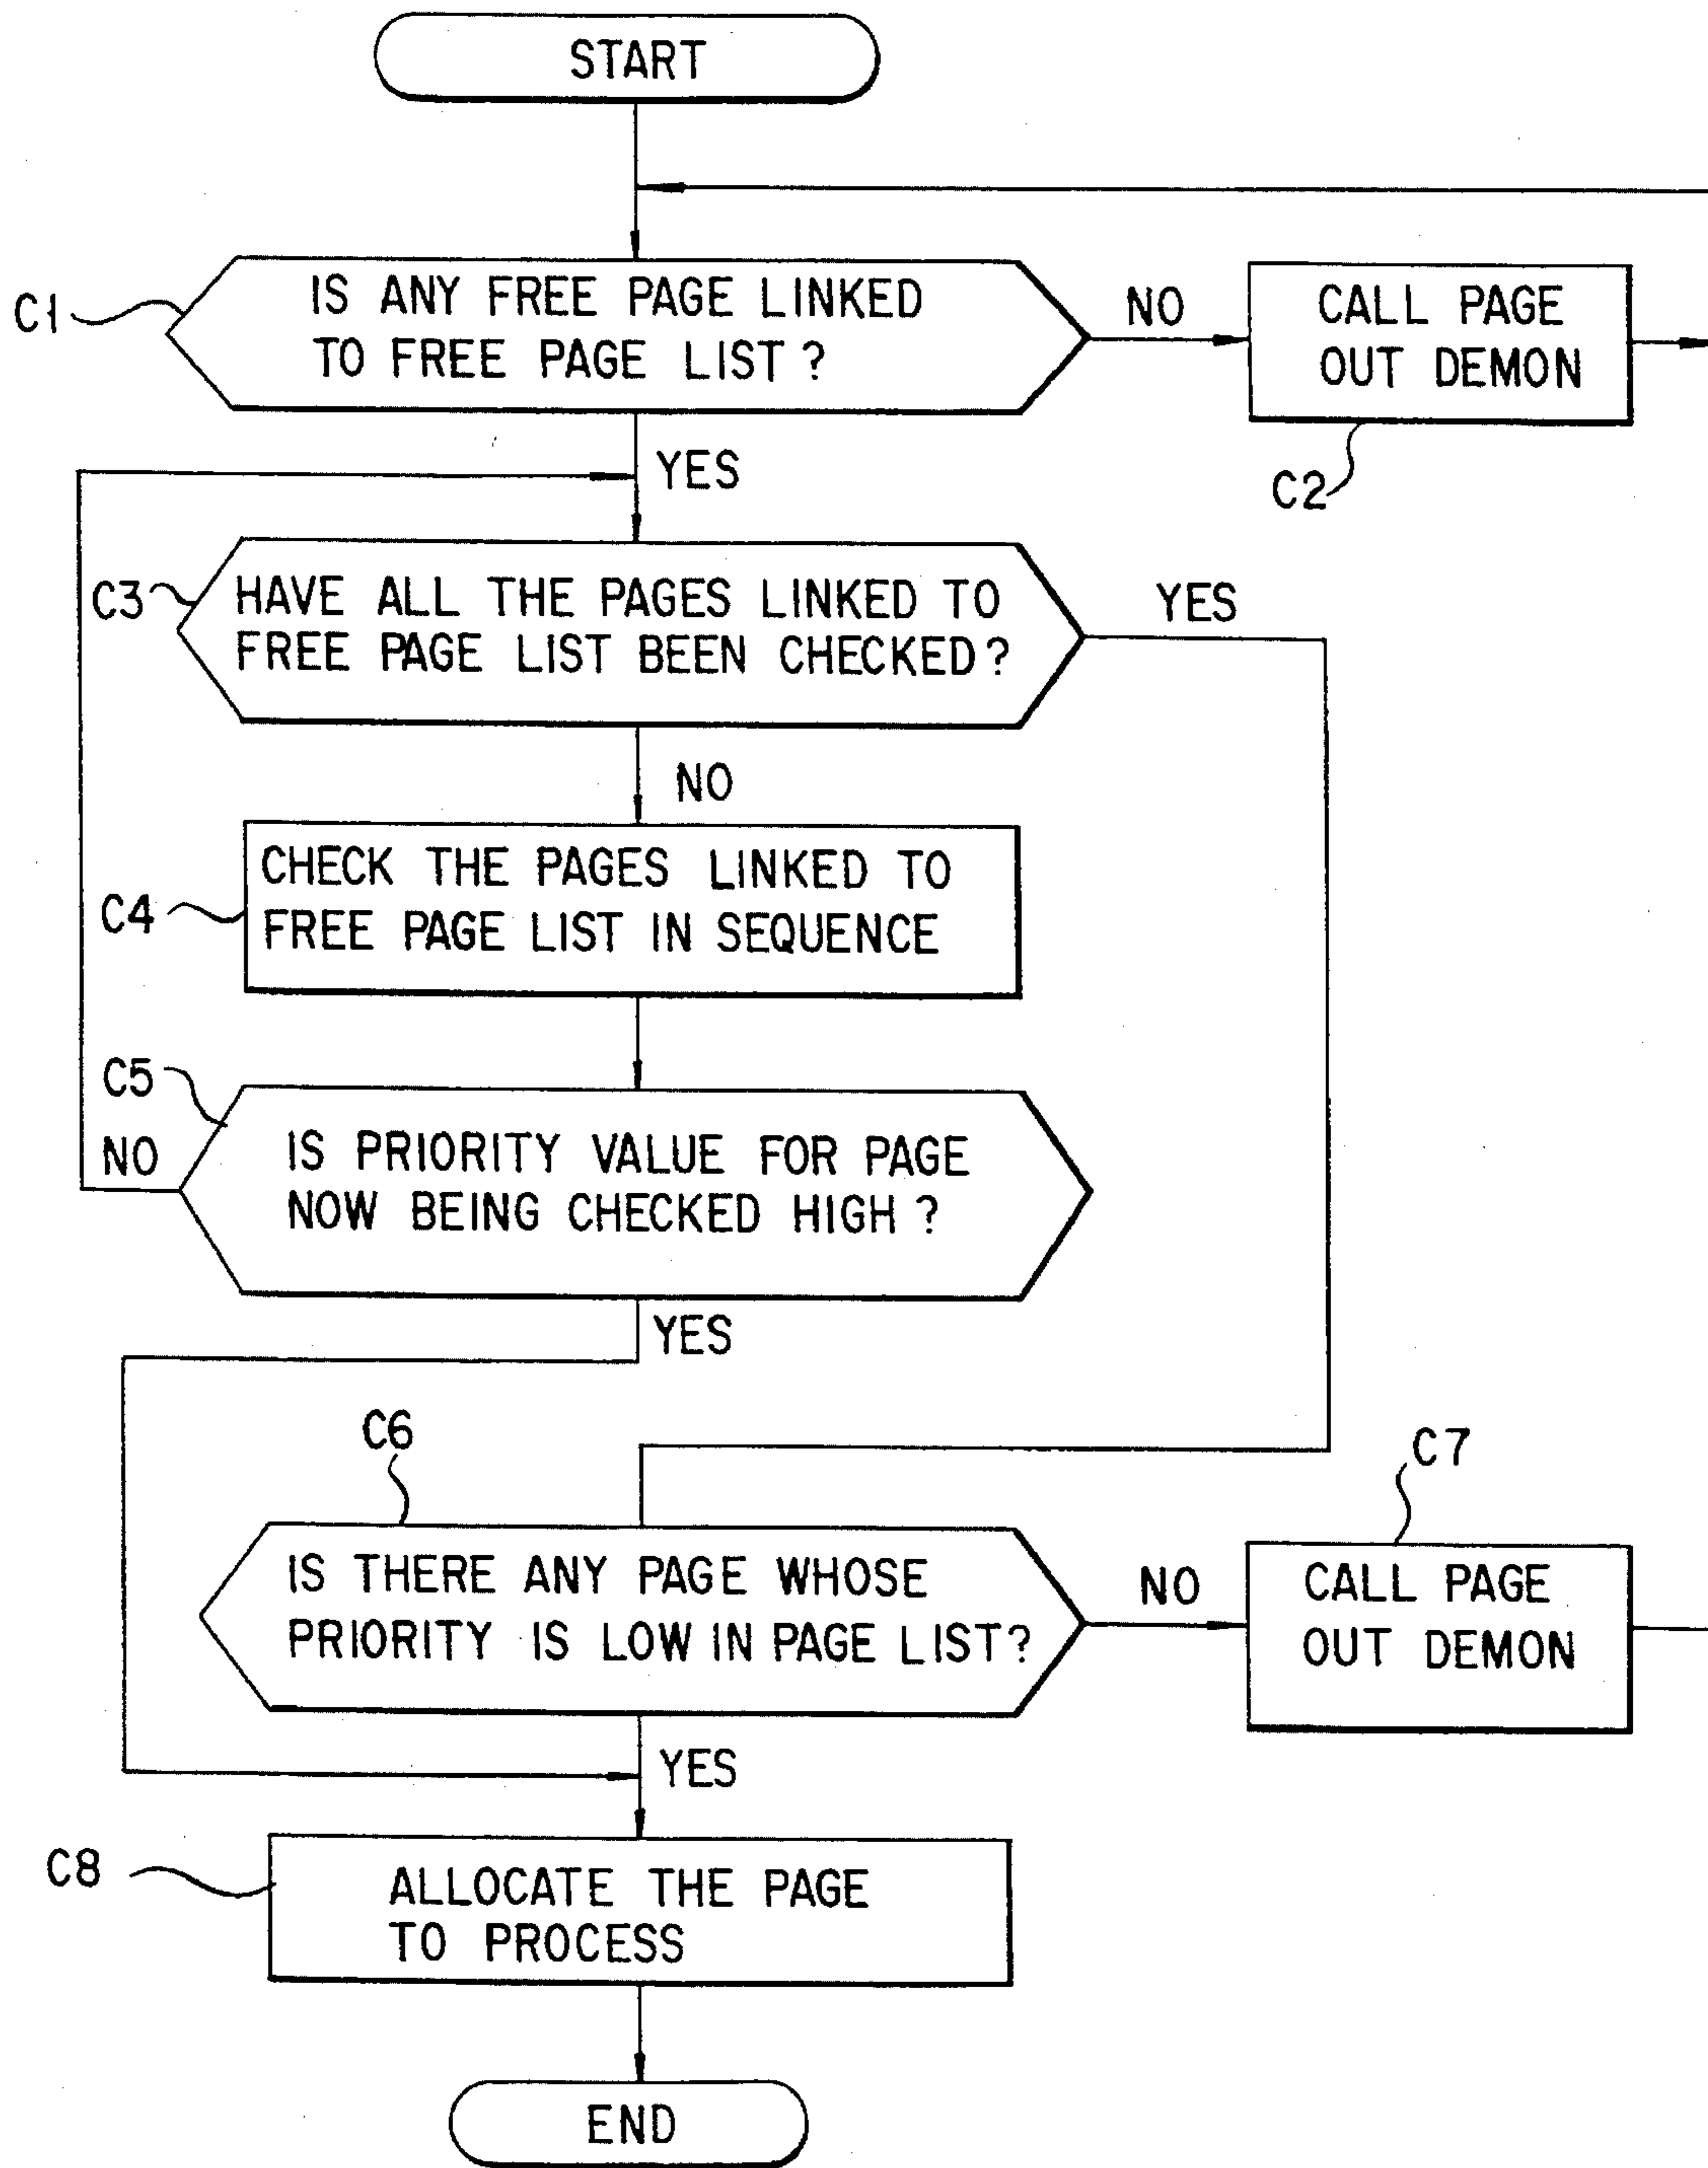 START
C1
IS ANY FREE PAGE LINKED
TO FREE PAGE LIST ?
NO
CALL PAGE
OUT DEMON
C2
YES
C3
HAVE ALL THE PAGES LINKED TO
FREE PAGE LIST BEEN CHECKED ?
YES
NO
C4
CHECK THE PAGES LINKED TO
FREE PAGE LIST IN SEQUENCE
C5
NO
IS PRIORITY VALUE FOR PAGE
NOW BEING CHECKED HIGH ?
YES
C6
IS THERE ANY PAGE WHOSE
PRIORITY IS LOW IN PAGE LIST?
NO
C7
CALL PAGE
OUT DEMON
YES
C8
ALLOCATE THE PAGE
TO PROCESS
END